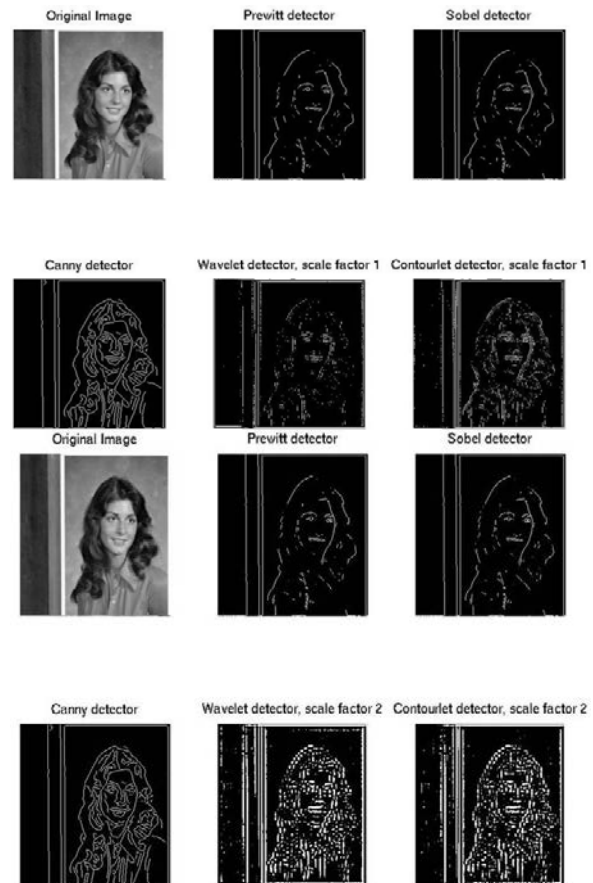 Original Image Prewitt detector Sobel detector
Canny detector Wavelet detector, scale factor 1 Contourlet detector, scale factor 1
Original Image Prewitt detector Sobel detector
Canny detector Wavelet detector, scale factor 2 Contourlet detector, scale factor 2